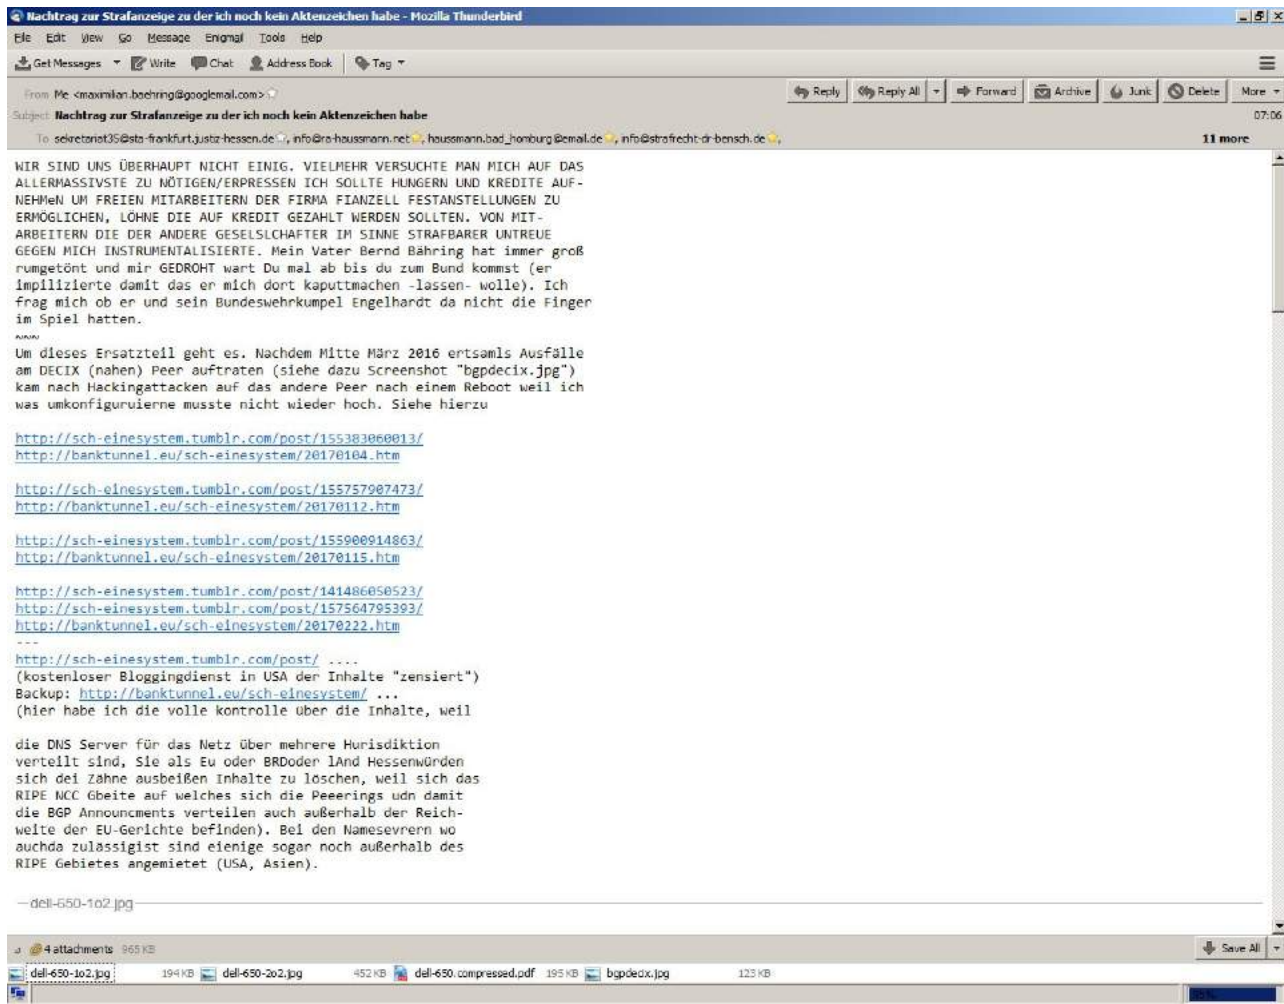 Nachtrag zur Strafanzeige zu der ich noch kein Aktenzeichen habe - Mozilla Thunderbird
File Edit View Go Message Enigmail Tools Help
Get Messages Write Chat Address Book Tag
From Me <maximilian.baehring@googlemail.com>
Reply Reply All Forward Archive Junk Delete More
Subject Nachtrag zur Strafanzeige zu der ich noch kein Aktenzeichen habe 07:06
To sekretariat35@sta-frankfurt.justiz-hessen.de, info@ra-haussmann.net, haussmann.bad_homburg@email.de, info@strafrecht-dr-bensch.de, 11 more
WIR SIND UNS ÜBERHAUPT NICHT EINIG. VIELMEHR VERSUCHTE MAN MICH AUF DAS
ALLERMASSIVSTE ZU NÖTIGEN/ERPRESSEN ICH SOLLTE HUNGERN UND KREDITE AUF-
NEHMeN UM FREIEN MITARBEITERN DER FIRMA FIANZELL FESTANSTELLUNGEN ZU
ERMÖGLICHEN, LÖHNE DIE AUF KREDIT GEZAHLT WERDEN SOLLTEN. VON MIT-
ARBEITERN DIE DER ANDERE GESELSLCHAFTER IM SINNE STRAFBARER UNTREUE
GEGEN MICH INSTRUMENTALISIERTE. Mein Vater Bernd Bähring hat immer groß
rumgetönt und mir GEDROHT wart Du mal ab bis du zum Bund kommst (er
impilizierte damit das er mich dort kaputtmachen -lassen- wolle). Ich
frag mich ob er und sein Bundeswehrkumpel Engelhardt da nicht die Finger
im Spiel hatten.
~~~
Um dieses Ersatzteil geht es. Nachdem Mitte März 2016 ertsamls Ausfälle
am DECIX (nahen) Peer auftraten (siehe dazu Screenshot "bgpdecix.jpg")
kam nach Hackingattacken auf das andere Peer nach einem Reboot weil ich
was umkonfiguruierne musste nicht wieder hoch. Siehe hierzu
http://sch-einesystem.tumblr.com/post/155383060013/
http://banktunnel.eu/sch-einesystem/20170104.htm
http://sch-einesystem.tumblr.com/post/155757907473/
http://banktunnel.eu/sch-einesystem/20170112.htm
http://sch-einesystem.tumblr.com/post/155900914863/
http://banktunnel.eu/sch-einesystem/20170115.htm
http://sch-einesystem.tumblr.com/post/141486050523/
http://sch-einesystem.tumblr.com/post/157564795393/
http://banktunnel.eu/sch-einesystem/20170222.htm
---
http://sch-einesystem.tumblr.com/post/ ....
(kostenloser Bloggingdienst in USA der Inhalte "zensiert")
Backup: http://banktunnel.eu/sch-einesystem/ ...
(hier habe ich die volle kontrolle über die Inhalte, weil
die DNS Server für das Netz über mehrere Hurisdiktion
verteilt sind, Sie als Eu oder BRDoder lAnd Hessenwürden
sich dei Zähne ausbeißen Inhalte zu löschen, weil sich das
RIPE NCC Gbeite auf welches sich die Peeerings udn damit
die BGP Announcments verteilen auch außerhalb der Reich-
weite der EU-Gerichte befinden). Bei den Namesevrern wo
auchda zulässigist sind eienige sogar noch außerhalb des
RIPE Gebietes angemietet (USA, Asien).
dell-650-1o2.jpg
4 attachments 965 KB Save All
dell-650-1o2.jpg 194 KB dell-650-2o2.jpg 452 KB dell-650.compressed.pdf 195 KB bgpdecix.jpg 123 KB